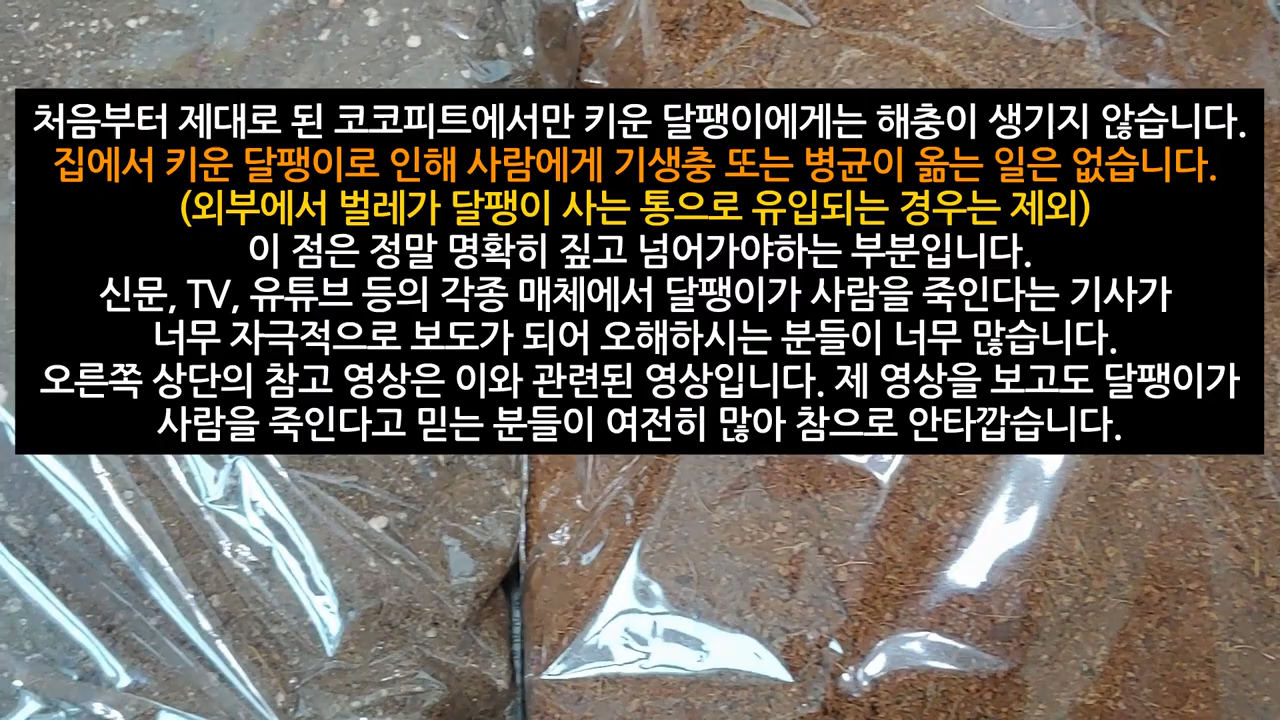 처음부터 제대로 된 코코피트에서만 키운 달팽이에게는 해충이 생기지 않습니다.
집에서 키운 달팽이로 인해 사람에게 기생충 또는 병균이 옮는 일은 없습니다.
(외부에서 벌레가 달팽이 사는 통으로 유입되는 경우는 제외)
이 점은 정말 명확히 짚고 넘어가야하는 부분입니다.
신문, TV, 유튜브 등의 각종 매체에서 달팽이가 사람을 죽인다는 기사가
너무 자극적으로 보도가 되어 오해하시는 분들이 너무 많습니다.
오른쪽 상단의 참고 영상은 이와 관련된 영상입니다. 제 영상을 보고도 달팽이가
사람을 죽인다고 믿는 분들이 여전히 많아 참으로 안타깝습니다.